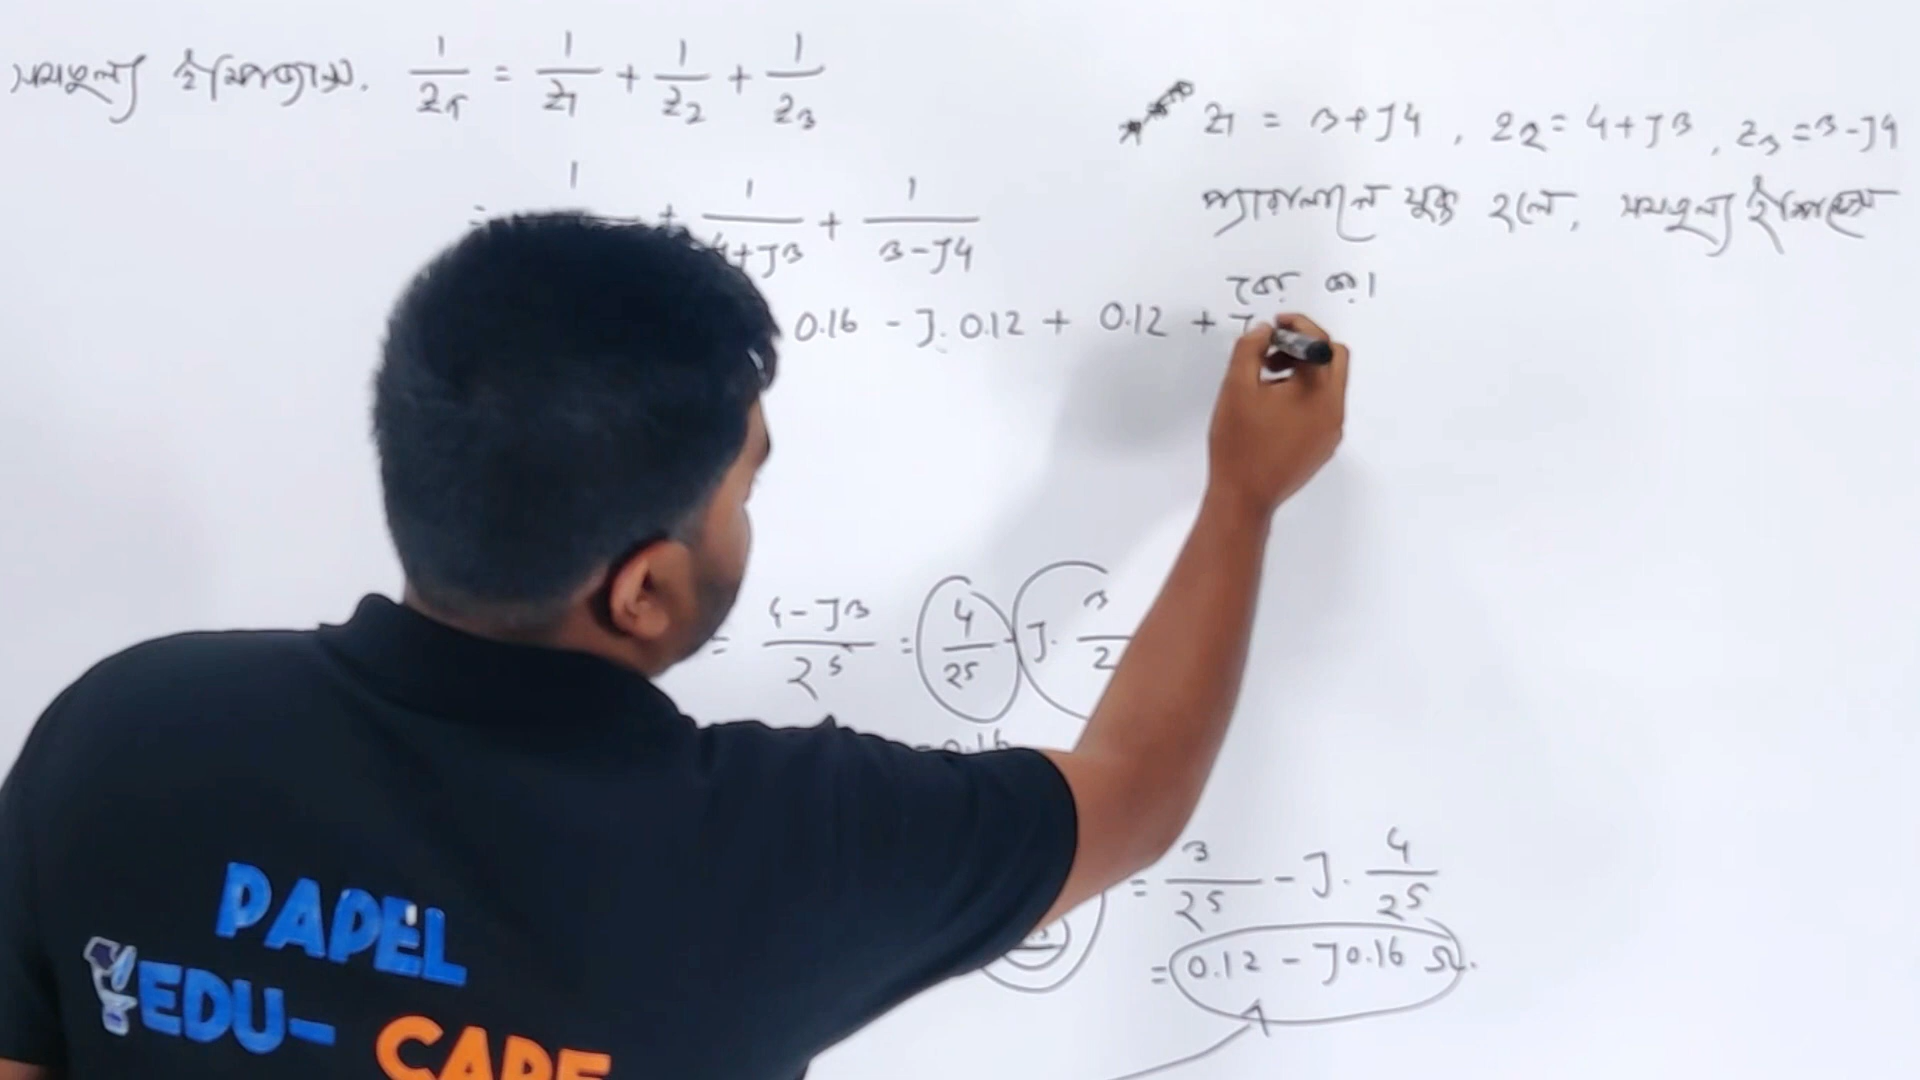 সমতুল্য ইম্পিডেন্স. 1/ZT = 1/Z1 + 1/Z2 + 1/Z3
Z1 = 3+J4, Z2 = 4+J3, Z3 = 3-J4
= 1/ + 1/4+J3 + 1/3-J4
প্যারালালে যুক্ত হলে, সমতুল্য ইম্পিডেন্স
বের কর।
0.16 - J. 0.12 + 0.12 + J
= 4-J3/25 = 4/25 - J. 3/2
= 0.16
= 3/25 - J. 4/25
= 0.12 - J0.16 Ω.
PAPEL
EDU-CARE